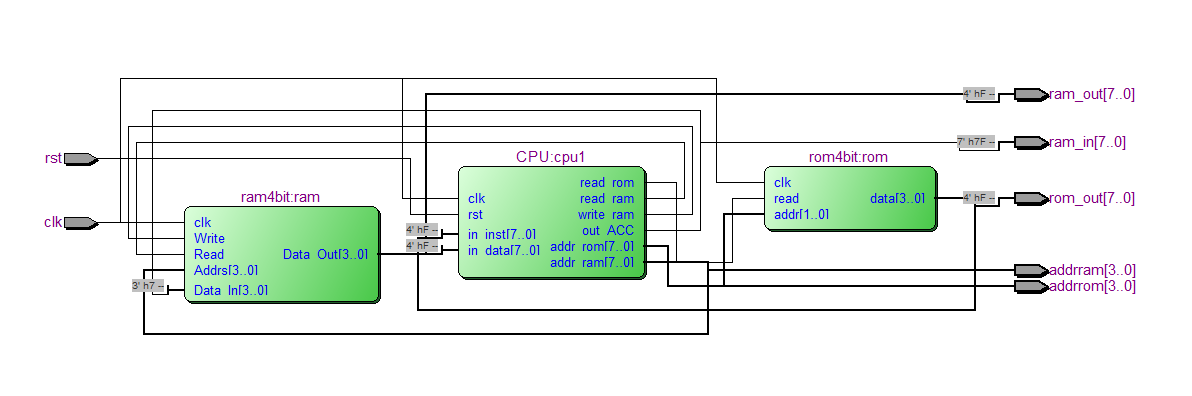 4' hF --
ram_out[7..0]
7' h7F --
ram_in[7..0]
rst
CPU:cpu1
rom4bit:rom
read rom
clk
ram4bit:ram
clk
read ram
read
data[3..0]
4' hF --
rom_out[7..0]
rst
write ram
addr[1..0]
clk
clk
out ACC
Write
4' hF --
in inst[7..0]
addr rom[7..0]
Read
Data Out[3..0]
4' hF --
in data[7..0]
addr ram[7..0]
Addrs[3..0]
addrram[3..0]
3' h7 --
Data In[3..0]
addrrom[3..0]